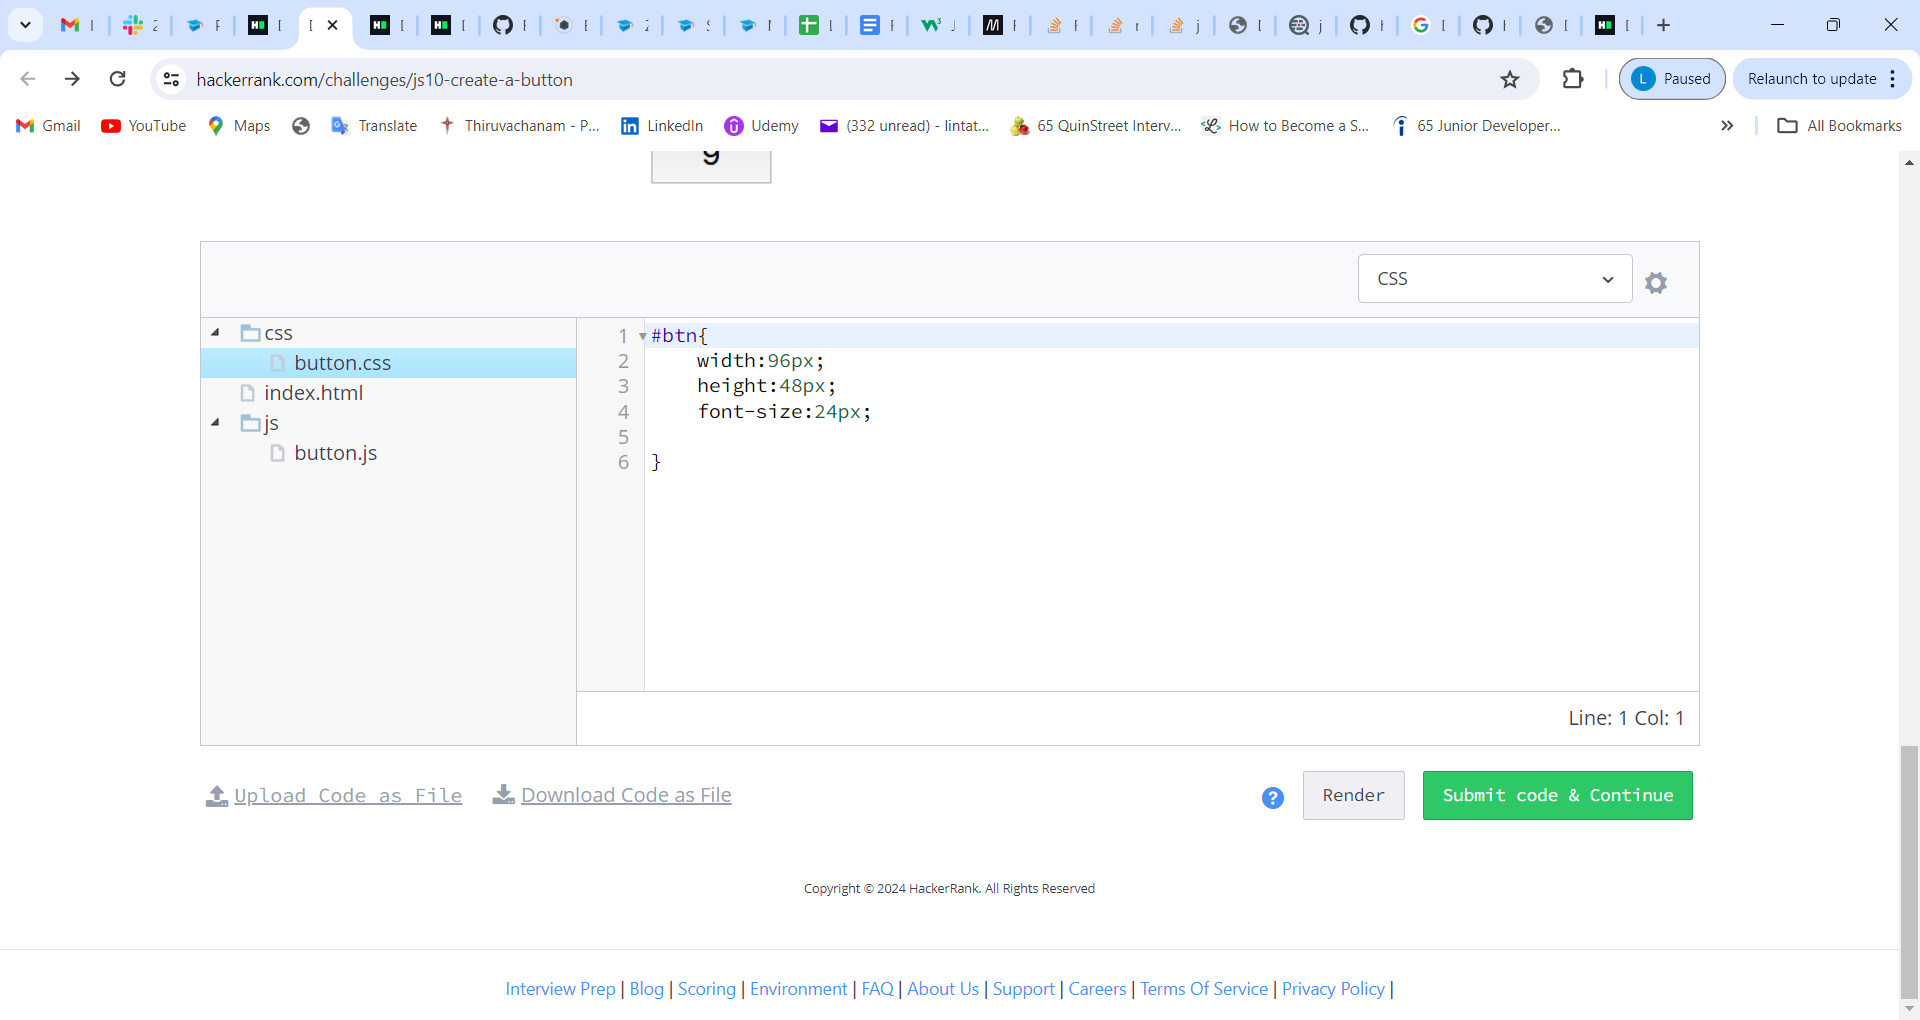 hackerrank.com/challenges/js10-create-a-button
L Paused
Relaunch to update
Gmail
YouTube
Maps
Translate
Thiruvachanam - P...
LinkedIn
Udemy
(332 unread) - lintat...
65 QuinStreet Interv...
How to Become a S...
65 Junior Developer...
All Bookmarks
9
CSS
css
button.css
index.html
js
button.js
1 #btn{
2 width:96px;
3 height:48px;
4 font-size:24px;
5
6 }
Line: 1 Col: 1
Upload Code as File
Download Code as File
?
Render
Submit code & Continue
Copyright © 2024 HackerRank. All Rights Reserved
Interview Prep | Blog | Scoring | Environment | FAQ | About Us | Support | Careers | Terms Of Service | Privacy Policy |